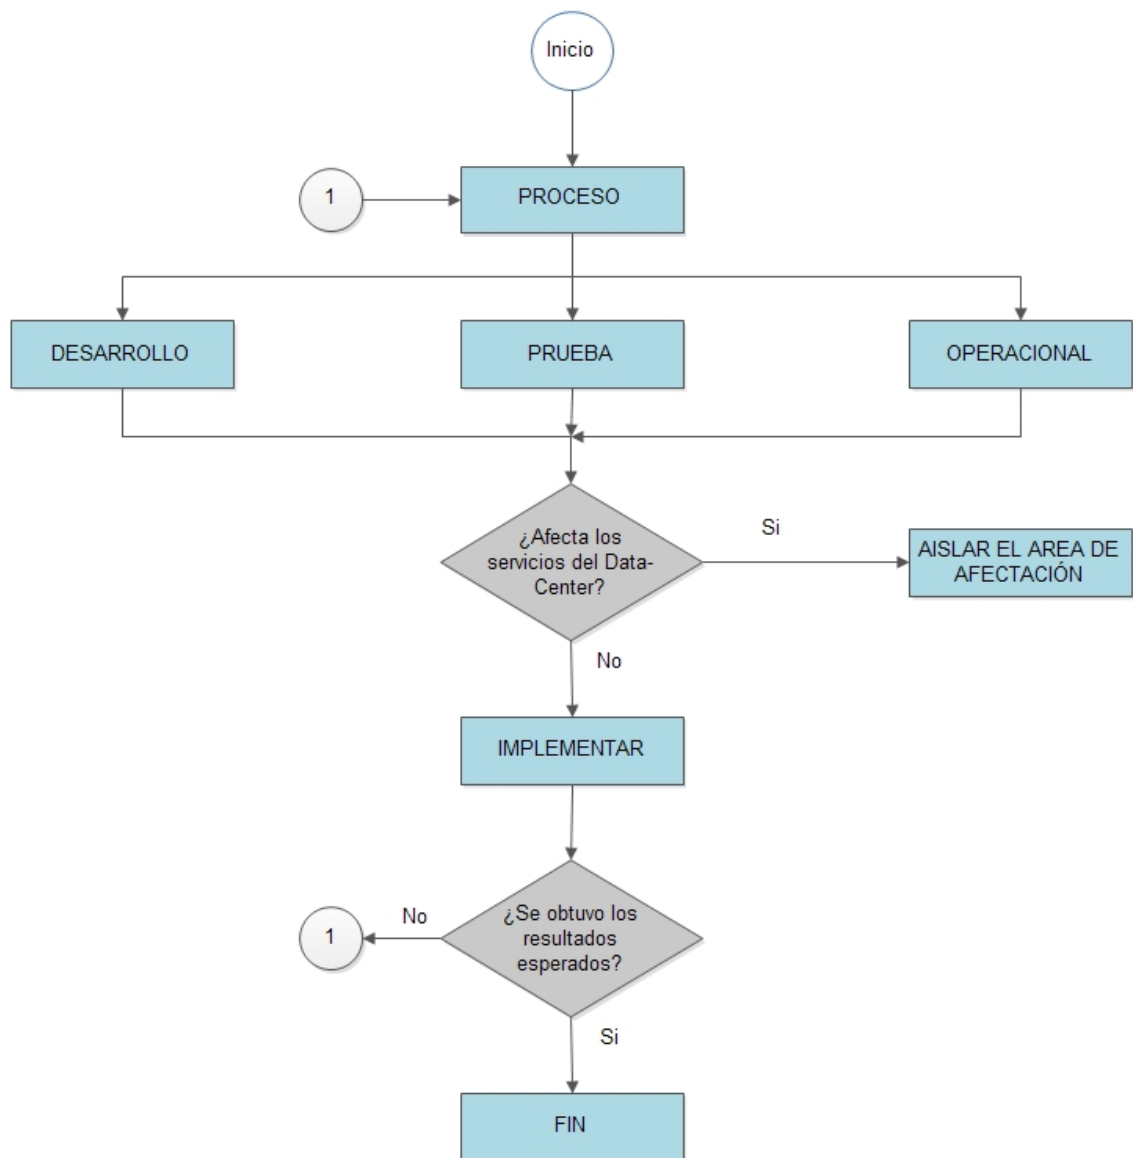 Inicio
1
PROCESO
DESARROLLO
PRUEBA
OPERACIONAL
¿Afecta los
servicios del Data-
Center?
Si
AISLAR EL AREA DE
AFECTACIÓN
No
IMPLEMENTAR
¿Se obtuvo los
resultados
esperados?
No
1
Si
FIN